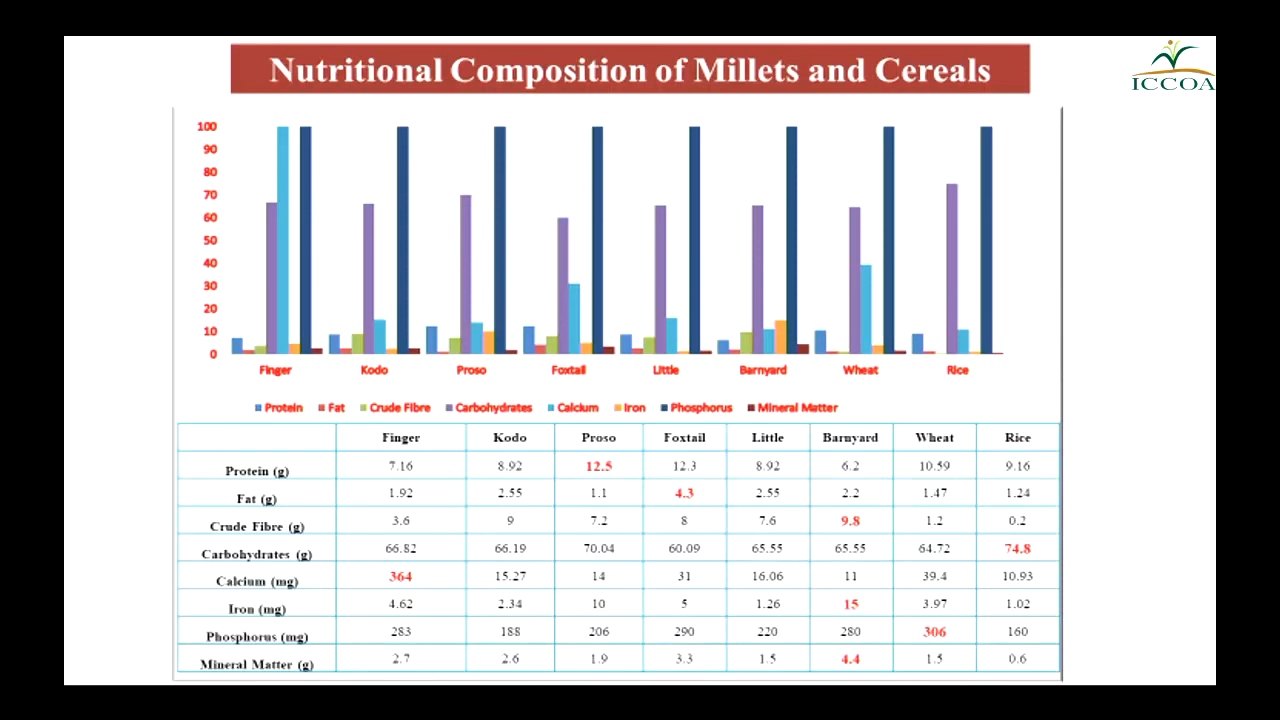 Nutritional Composition of Millets and Cereals
ICCOA
100
90
80
70
60
50
40
30
20
10
0
Finger Kodo Proso Foxtail Little Barnyard Wheat Rice
Protein Fat Crude Fibre Carbohydrates Calcium Iron Phosphorus Mineral Matter
Finger Kodo Proso Foxtail Little Barnyard Wheat Rice
Protein (g) 7.16 8.92 12.5 12.3 8.92 6.2 10.59 9.16
Fat (g) 1.92 2.55 1.1 4.3 2.55 2.2 1.47 1.24
Crude Fibre (g) 3.6 9 7.2 8 7.6 9.8 1.2 0.2
Carbohydrates (g) 66.82 66.19 70.04 60.09 65.55 65.55 64.72 74.8
Calcium (mg) 364 15.27 14 31 16.06 11 39.4 10.93
Iron (mg) 4.62 2.34 10 5 1.26 15 3.97 1.02
Phosphorus (mg) 283 188 206 290 220 280 306 160
Mineral Matter (g) 2.7 2.6 1.9 3.3 1.5 4.4 1.5 0.6